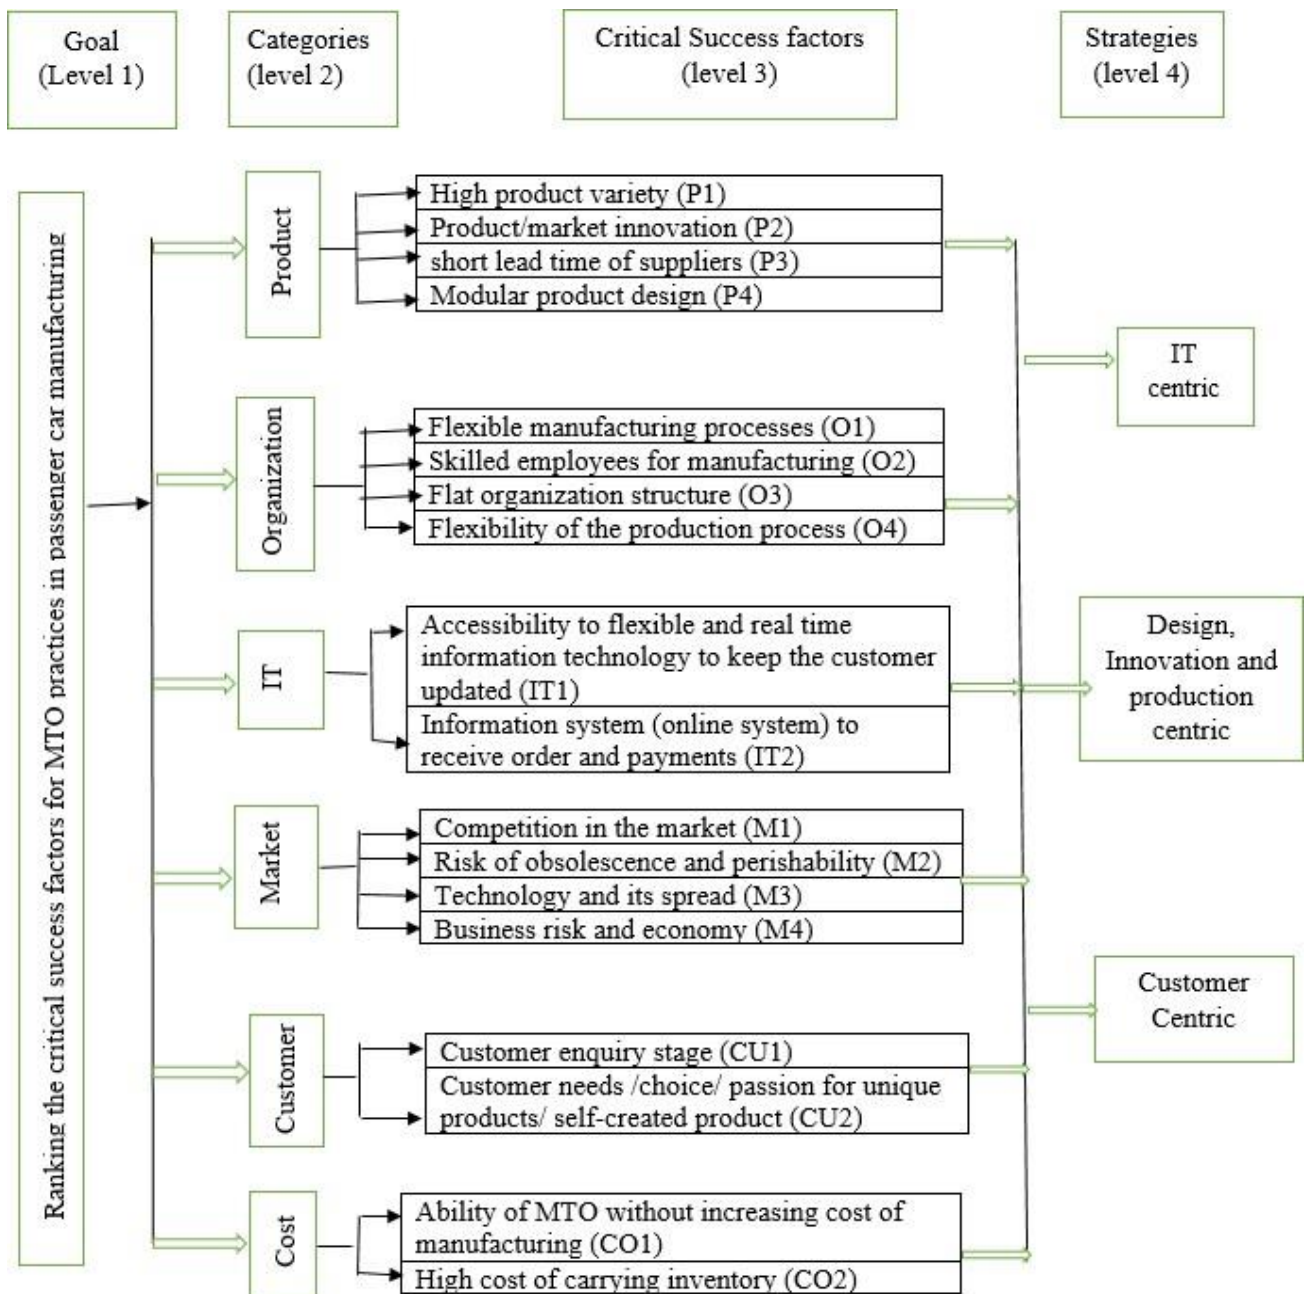 Goal
(Level 1)
Categories
(level 2)
Critical Success factors
(level 3)
Strategies
(level 4)
Ranking the critical success factors for MTO practices in passenger car manufacturing
Product
High product variety (P1)
Product/market innovation (P2)
short lead time of suppliers (P3)
Modular product design (P4)
Organization
Flexible manufacturing processes (O1)
Skilled employees for manufacturing (O2)
Flat organization structure (O3)
Flexibility of the production process (O4)
IT
Accessibility to flexible and real time
information technology to keep the customer
updated (IT1)
Information system (online system) to
receive order and payments (IT2)
Market
Competition in the market (M1)
Risk of obsolescence and perishability (M2)
Technology and its spread (M3)
Business risk and economy (M4)
Customer
Customer enquiry stage (CU1)
Customer needs /choice/ passion for unique
products/ self-created product (CU2)
Cost
Ability of MTO without increasing cost of
manufacturing (CO1)
High cost of carrying inventory (CO2)
IT
centric
Design,
Innovation and
production
centric
Customer
Centric